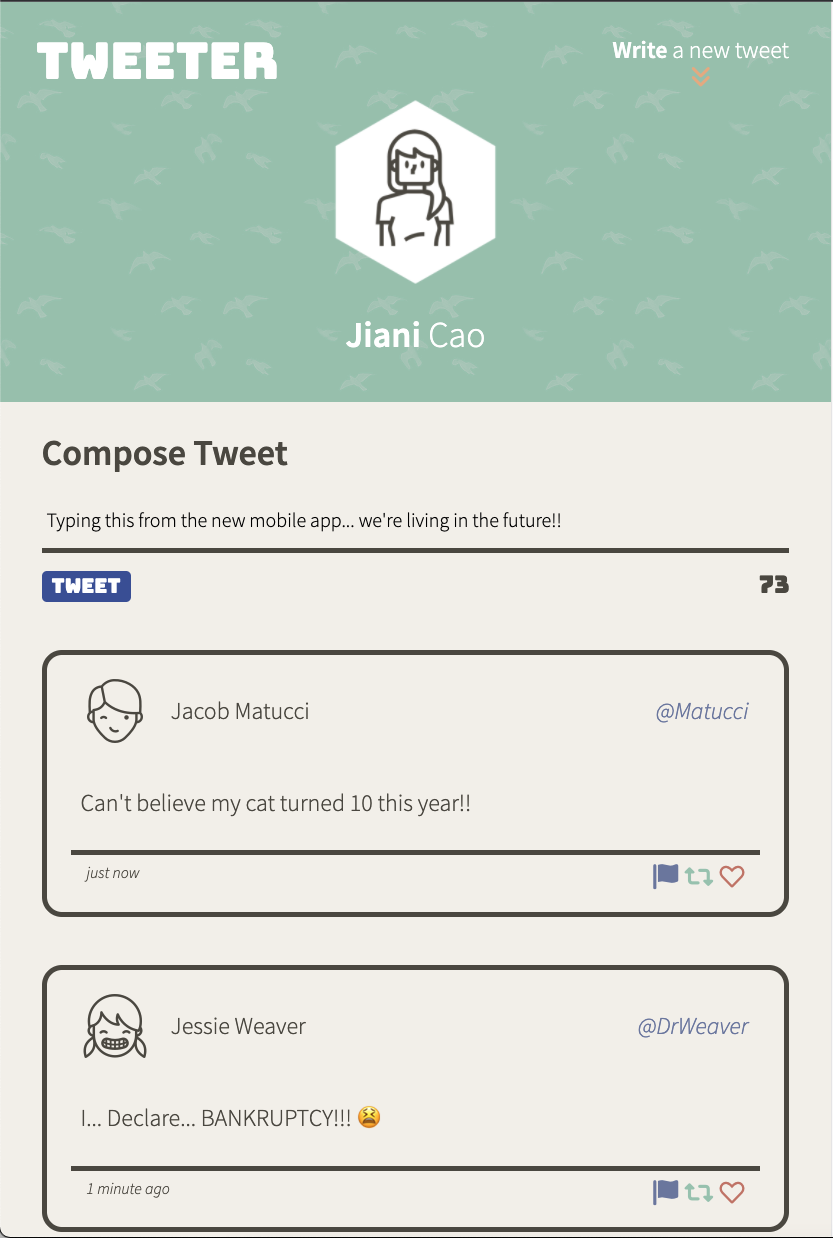 TWEETER
Write a new tweet
Jiani Cao
Compose Tweet
Typing this from the new mobile app... we're living in the future!!
TWEET
73
Jacob Matucci
@Matucci
Can't believe my cat turned 10 this year!!
just now
Jessie Weaver
@DrWeaver
I... Declare... BANKRUPTCY!!! 😫
1 minute ago